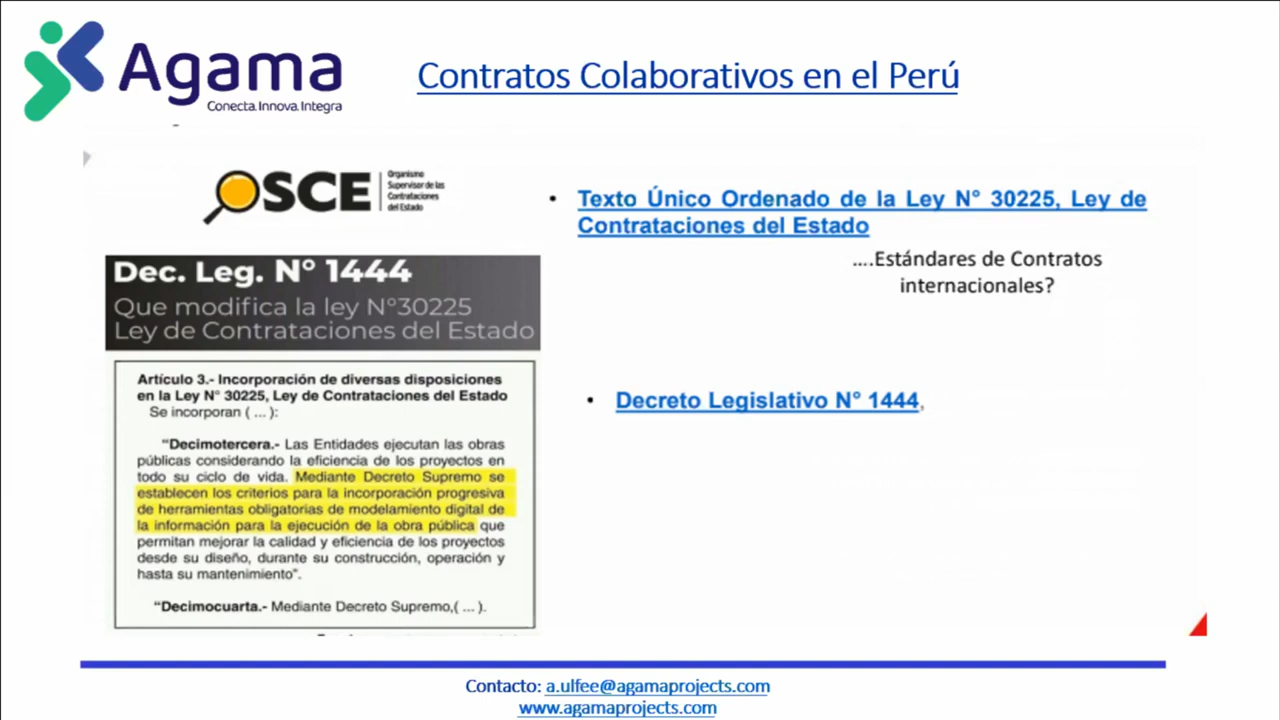 Agama
Conecta Innova Integra
Contratos Colaborativos en el Perú
OSCE
Organismo
Supervisor de las
Contrataciones
del Estado
Dec. Leg. N° 1444
Que modifica la ley N°30225
Ley de Contrataciones del Estado
Artículo 3.- Incorporación de diversas disposiciones
en la Ley N° 30225, Ley de Contrataciones del Estado
Se incorporan ( ... ):
“Decimotercera.- Las Entidades ejecutan las obras
públicas considerando la eficiencia de los proyectos en
todo su ciclo de vida. Mediante Decreto Supremo se
establecen los criterios para la incorporación progresiva
de herramientas obligatorias de modelamiento digital de
la información para la ejecución de la obra pública que
permitan mejorar la calidad y eficiencia de los proyectos
desde su diseño, durante su construcción, operación y
hasta su mantenimiento”.
“Decimocuarta.- Mediante Decreto Supremo,( ... ).
• Texto Único Ordenado de la Ley N° 30225, Ley de
Contrataciones del Estado
....Estándares de Contratos
internacionales?
• Decreto Legislativo N° 1444,
Contacto: a.ulfee@agamaprojects.com
www.agamaprojects.com